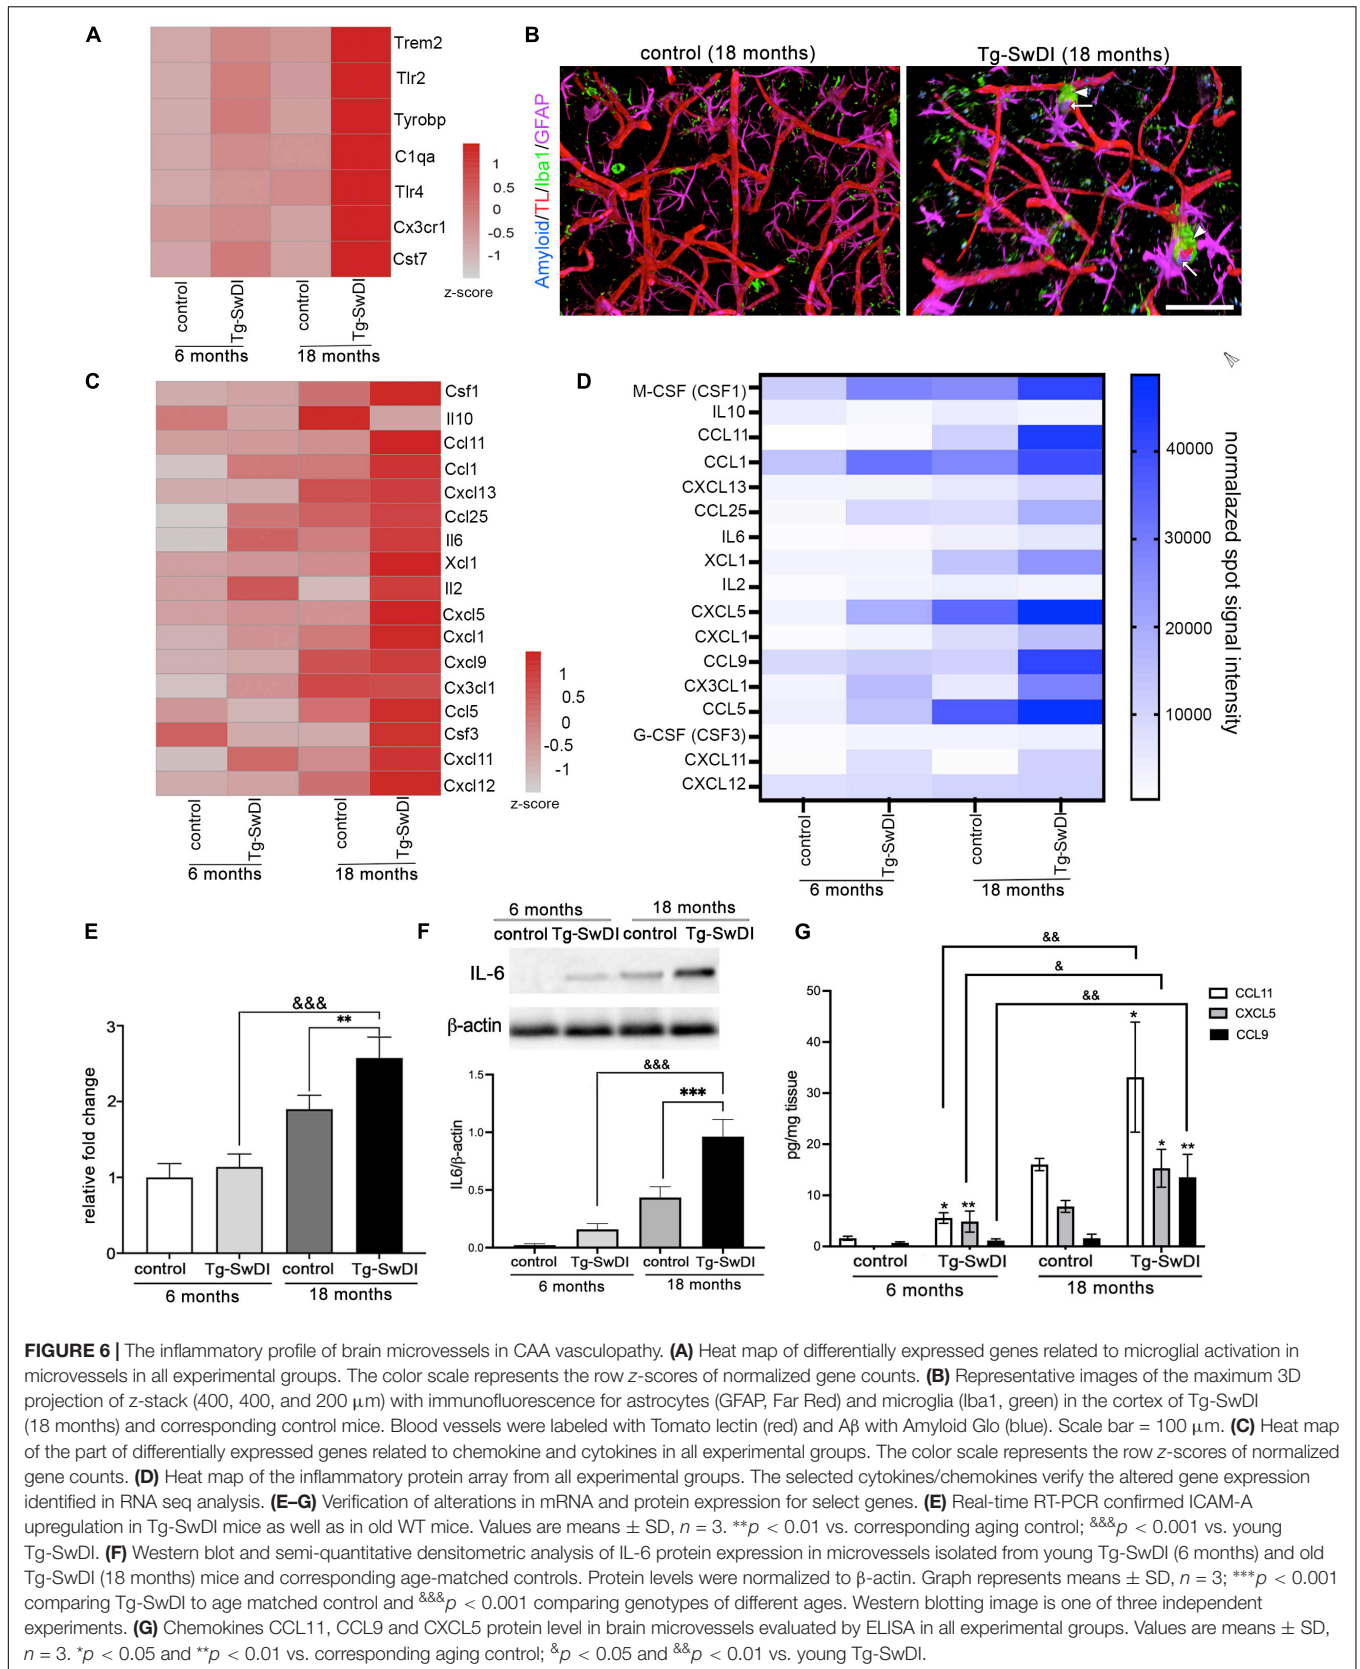 A
Trem2
Tlr2
Tyrobp
C1qa
Tlr4
Cx3cr1
Cst7
1
0.5
0
-0.5
-1
z-score
control
Tg-SwDI
control
Tg-SwDI
6 months
18 months
B
control (18 months)
Tg-SwDI (18 months)
Amyloid/TL/Iba1/GFAP
C
Csf1
Il10
Ccl11
Ccl1
Cxcl13
Ccl25
Il6
Xcl1
Il2
Cxcl5
Cxcl1
Cxcl9
Cx3cl1
Ccl5
Csf3
Cxcl11
Cxcl12
1
0.5
0
-0.5
-1
z-score
control
Tg-SwDI
control
Tg-SwDI
6 months
18 months
D
M-CSF (CSF1)
IL10
CCL11
CCL1
CXCL13
CCL25
IL6
XCL1
IL2
CXCL5
CXCL1
CCL9
CX3CL1
CCL5
G-CSF (CSF3)
CXCL11
CXCL12
40000
30000
20000
10000
normalazed spot signal intensity
control
Tg-SwDI
control
Tg-SwDI
6 months
18 months
E
&&&
**
3
2
1
0
relative fold change
control Tg-SwDI control Tg-SwDI
6 months 18 months
F
6 months 18 months
control Tg-SwDI control Tg-SwDI
IL-6
β-actin
&&&
***
1.5
1.0
0.5
0.0
IL6/β-actin
control Tg-SwDI control Tg-SwDI
6 months 18 months
G
&&
&
&&
CCL11
CXCL5
CCL9
50
40
30
20
10
0
pg/mg tissue
* **
* * **
control Tg-SwDI control Tg-SwDI
6 months 18 months
FIGURE 6 | The inflammatory profile of brain microvessels in CAA vasculopathy. (A) Heat map of differentially expressed genes related to microglial activation in
microvessels in all experimental groups. The color scale represents the row z-scores of normalized gene counts. (B) Representative images of the maximum 3D
projection of z-stack (400, 400, and 200 μm) with immunofluorescence for astrocytes (GFAP, Far Red) and microglia (Iba1, green) in the cortex of Tg-SwDI
(18 months) and corresponding control mice. Blood vessels were labeled with Tomato lectin (red) and Aβ with Amyloid Glo (blue). Scale bar = 100 μm. (C) Heat map
of the part of differentially expressed genes related to chemokine and cytokines in all experimental groups. The color scale represents the row z-scores of normalized
gene counts. (D) Heat map of the inflammatory protein array from all experimental groups. The selected cytokines/chemokines verify the altered gene expression
identified in RNA seq analysis. (E–G) Verification of alterations in mRNA and protein expression for select genes. (E) Real-time RT-PCR confirmed ICAM-A
upregulation in Tg-SwDI mice as well as in old WT mice. Values are means ± SD, n = 3. **p < 0.01 vs. corresponding aging control; &&&p < 0.001 vs. young
Tg-SwDI. (F) Western blot and semi-quantitative densitometric analysis of IL-6 protein expression in microvessels isolated from young Tg-SwDI (6 months) and old
Tg-SwDI (18 months) mice and corresponding age-matched controls. Protein levels were normalized to β-actin. Graph represents means ± SD, n = 3; ***p < 0.001
comparing Tg-SwDI to age matched control and &&&p < 0.001 comparing genotypes of different ages. Western blotting image is one of three independent
experiments. (G) Chemokines CCL11, CCL9 and CXCL5 protein level in brain microvessels evaluated by ELISA in all experimental groups. Values are means ± SD,
n = 3. *p < 0.05 and **p < 0.01 vs. corresponding aging control; &p < 0.05 and &&p < 0.01 vs. young Tg-SwDI.